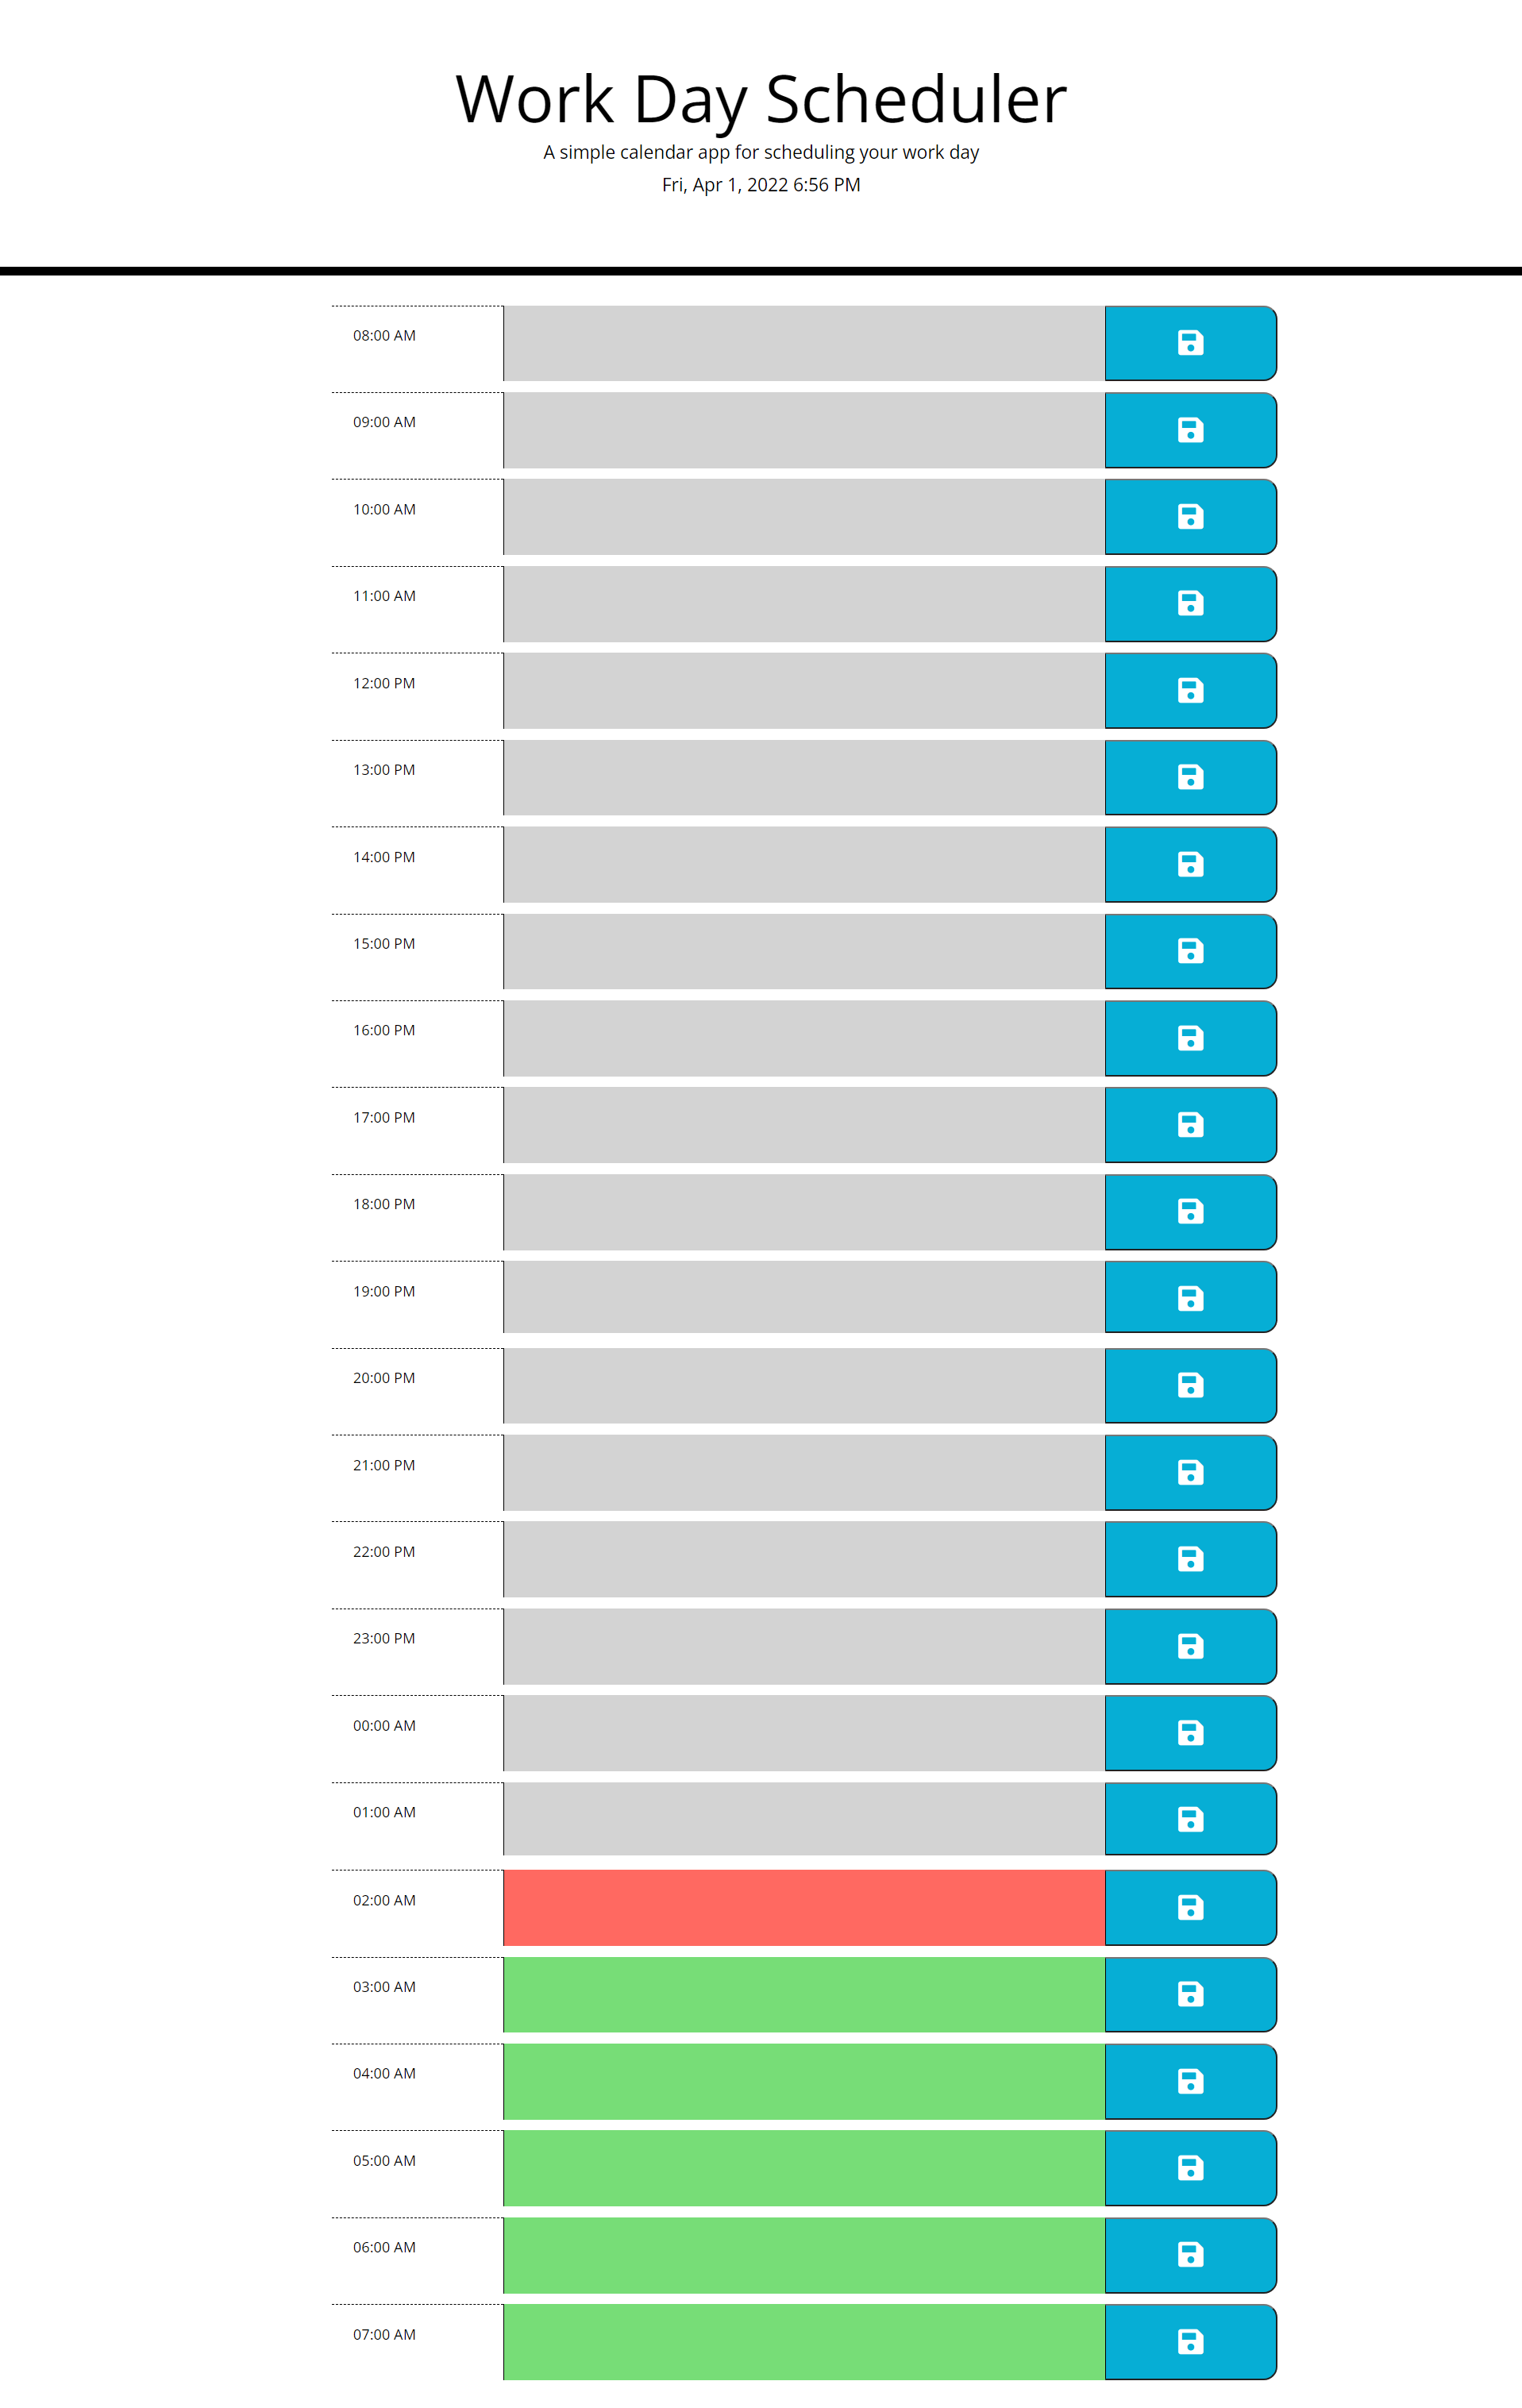 Work Day Scheduler
A simple calendar app for scheduling your work day
Fri, Apr 1, 2022 6:56 PM
08:00 AM
09:00 AM
10:00 AM
11:00 AM
12:00 PM
13:00 PM
14:00 PM
15:00 PM
16:00 PM
17:00 PM
18:00 PM
19:00 PM
20:00 PM
21:00 PM
22:00 PM
23:00 PM
00:00 AM
01:00 AM
02:00 AM
03:00 AM
04:00 AM
05:00 AM
06:00 AM
07:00 AM